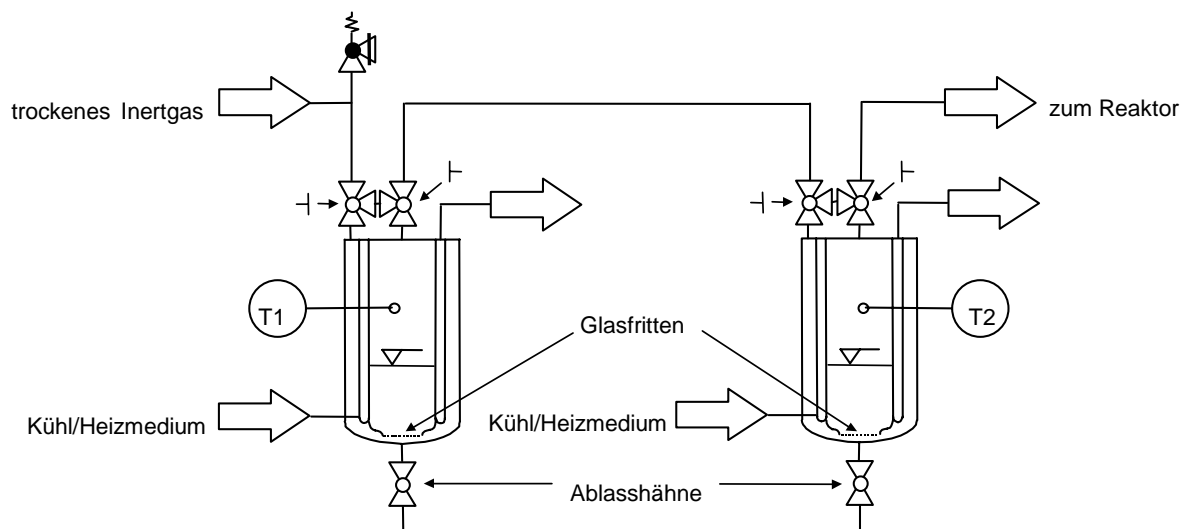 trockenes Inertgas
zum Reaktor
T1
Glasfritten
T2
Kühl/Heizmedium
Kühl/Heizmedium
Ablasshähne